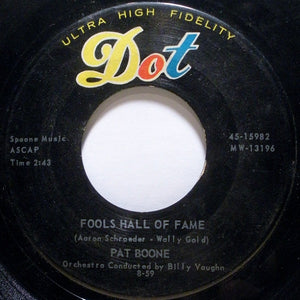 ULTRA HIGH FIDELITY
Dot
Spoone Music
ASCAP
Time 2:43
45-15982
MW-13196
FOOLS HALL OF FAME
(Aaron Schroeder - Wally Gold)
PAT BOONE
Orchestra Conducted by Billy Vaughn
8-59